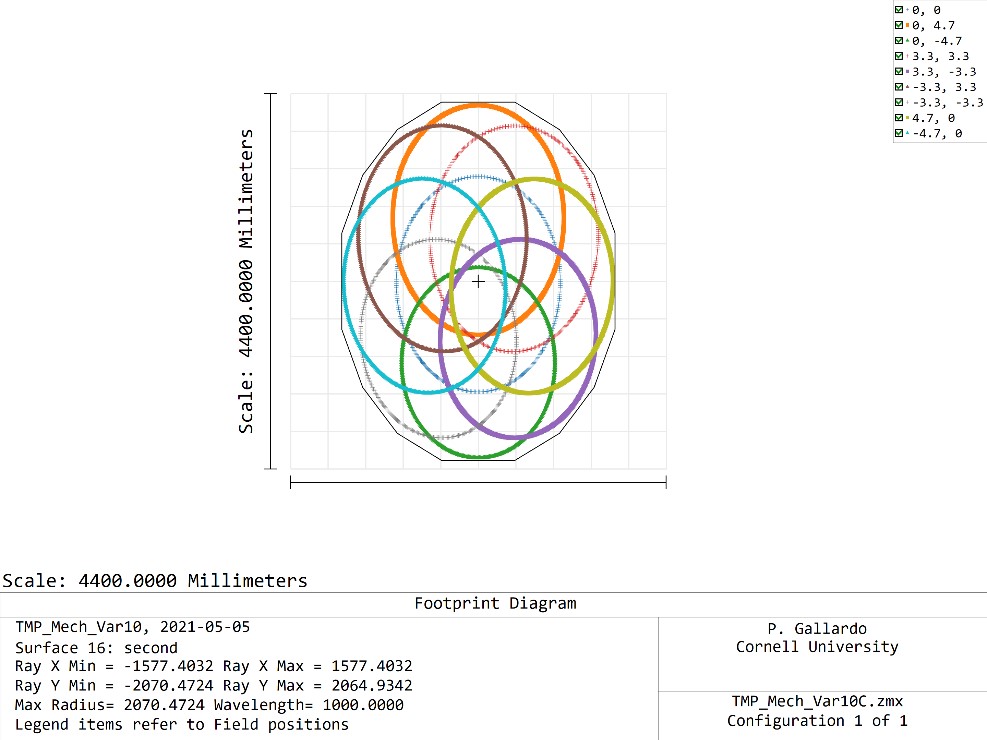 0, 0
0, 4.7
0, -4.7
3.3, 3.3
3.3, -3.3
-3.3, 3.3
-3.3, -3.3
4.7, 0
-4.7, 0
Scale: 4400.0000 Millimeters
Scale: 4400.0000 Millimeters
Footprint Diagram
TMP_Mech_Var10, 2021-05-05
Surface 16: second
Ray X Min = -1577.4032 Ray X Max = 1577.4032
Ray Y Min = -2070.4724 Ray Y Max = 2064.9342
Max Radius= 2070.4724 Wavelength= 1000.0000
Legend items refer to Field positions
P. Gallardo
Cornell University
TMP_Mech_Var10C.zmx
Configuration 1 of 1